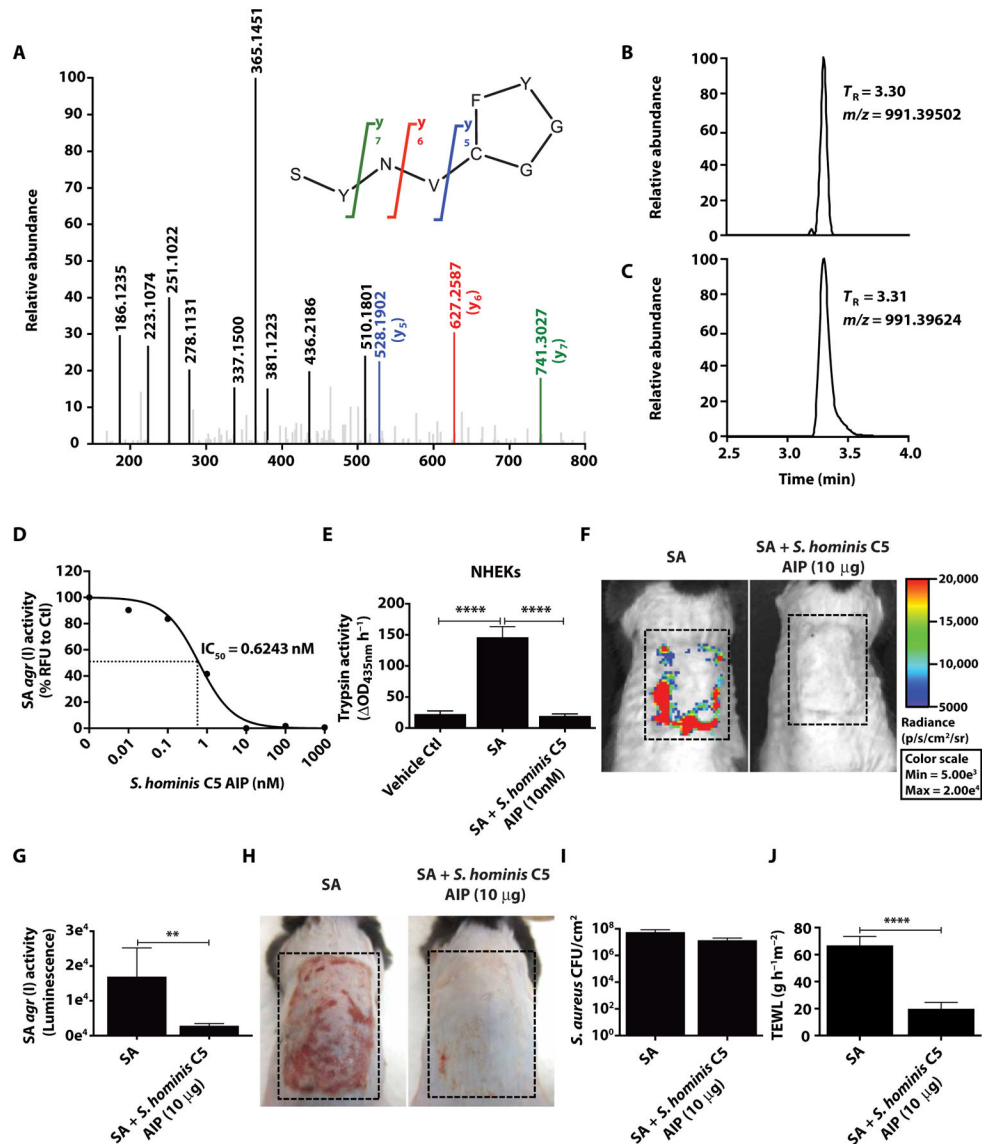 A
Relative abundance
100
90
80
70
60
50
40
30
20
10
0
186.1235
223.1074
251.1022
278.1131
337.1500
365.1451
381.1223
436.2186
510.1801
528.1902
(y5)
627.2587
(y6)
741.3027
(y7)
200 300 400 500 600 700 800
S Y N V C F Y G G
y
7
y
6
y
5
B
Relative abundance
100
80
60
40
20
0
TR = 3.30
m/z = 991.39502
C
Relative abundance
100
80
60
40
20
0
TR = 3.31
m/z = 991.39624
2.5 3.0 3.5 4.0
Time (min)
D
SA agr (I) activity
(% RFU to Ctl)
120
100
80
60
40
20
0
IC50 = 0.6243 nM
0 0.01 0.1 1 10 100 1000
S. hominis C5 AIP (nM)
E
NHEKs
Trypsin activity
(ΔOD435nm h−1)
200
150
100
50
0
**** ****
Vehicle Ctl
SA
SA + S. hominis C5
AIP (10nM)
F
SA
SA + S. hominis C5
AIP (10 μg)
20,000
15,000
10,000
5000
Radiance
(p/s/cm2/sr)
Color scale
Min = 5.00e3
Max = 2.00e4
G
SA agr (I) activity
(Luminescence)
3e4
2e4
1e4
0e4
**
SA
SA + S. hominis C5
AIP (10 μg)
H
SA
SA + S. hominis C5
AIP (10 μg)
I
S. aureus CFU/cm2
108
106
104
102
100
SA
SA + S. hominis C5
AIP (10 μg)
J
TEWL
(g h−1m−2)
80
60
40
20
0
****
SA
SA + S. hominis C5
AIP (10 μg)